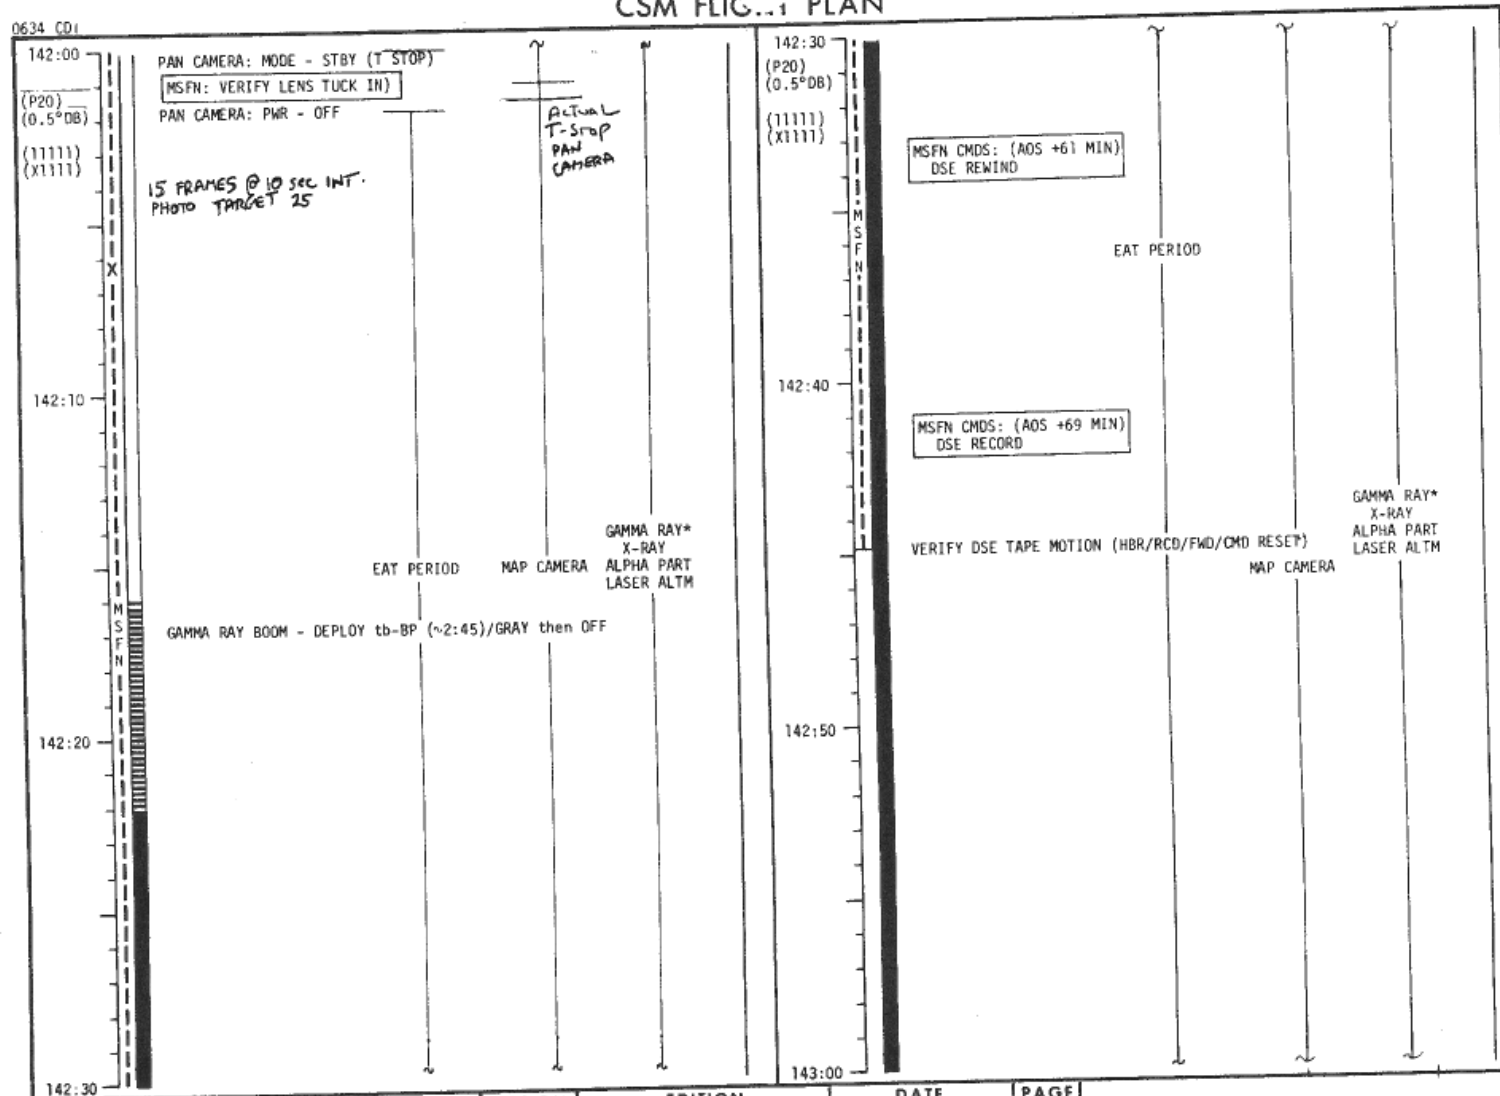 CSM FLIG PLAN
0634 CDT
142:00
PAN CAMERA: MODE - STBY (T STOP)
MSFN: VERIFY LENS TUCK IN)
(P20)
(0.5°DB)
PAN CAMERA: PWR - OFF
(11111)
(X1111)
ACTUAL
T-STOP
PAN
CAMERA
15 FRAMES @ 10 SEC INT.
PHOTO TARGET 25
X
142:10
GAMMA RAY*
X-RAY
ALPHA PART
LASER ALTM
EAT PERIOD
MAP CAMERA
MSFN
GAMMA RAY BOOM - DEPLOY tb-BP (~2:45)/GRAY then OFF
142:20
142:30
142:30
(P20)
(0.5°DB)
(11111)
(X1111)
MSFN CMDS: (AOS +61 MIN)
DSE REWIND
MSFN
EAT PERIOD
142:40
MSFN CMDS: (AOS +69 MIN)
DSE RECORD
GAMMA RAY*
X-RAY
ALPHA PART
LASER ALTM
VERIFY DSE TAPE MOTION (HBR/RCD/FWD/CMD RESET)
MAP CAMERA
142:50
143:00
EDITION
DATE
PAGE